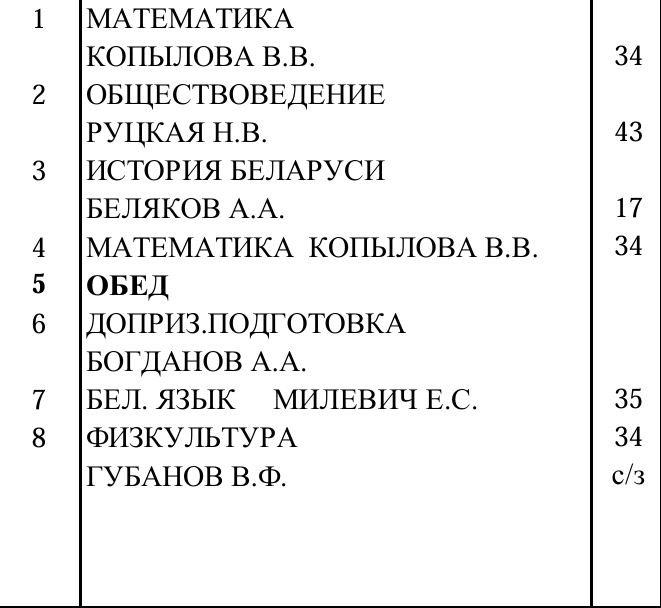 1 МАТЕМАТИКА
КОПЫЛОВА В.В. 34
2 ОБЩЕСТВОВЕДЕНИЕ
РУЦКАЯ Н.В. 43
3 ИСТОРИЯ БЕЛАРУСИ
БЕЛЯКОВ А.А. 17
4 МАТЕМАТИКА КОПЫЛОВА В.В. 34
5 ОБЕД
6 ДОПРИЗ.ПОДГОТОВКА
БОГДАНОВ А.А.
7 БЕЛ. ЯЗЫК МИЛЕВИЧ Е.С. 35
8 ФИЗКУЛЬТУРА 34
ГУБАНОВ В.Ф. с/з